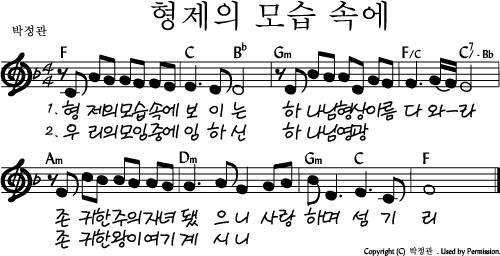 형제의 모습 속에
박정관
F C B♭ Gm F/C C7/-Bb
1. 형 제의모습속에 보 이 는 하 나님형상아름 다 와-라
2. 우 리의모임중에 임 하 신 하 나님영광
Am Dm Gm C F
존 귀한주의자녀 됐 으니 사랑 하며 섬 기 리
존 귀한왕이여기 계 시 니
Copyright (C) 박정관 . Used by Permission.